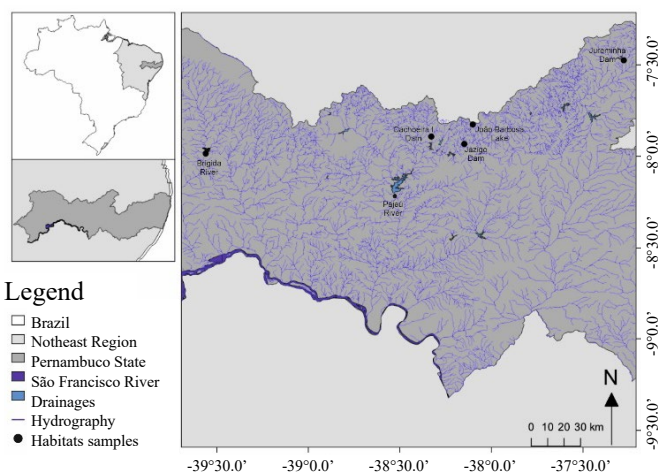 Juruminha
Dam
Cachoeira I
Dam
João Barbosa
Lake
Jazigo
Dam
Brígida
River
Pajeú
River
-7°30.0'
-8°0.0'
-8°30.0'
-9°0.0'
-9°30.0'
Legend
Brazil
Notheast Region
Pernambuco State
São Francisco River
Drainages
Hydrography
Habitats samples
N
0 10 20 30 km
-39°30.0' -39°0.0' -38°30.0' -38°0.0' -37°30.0'